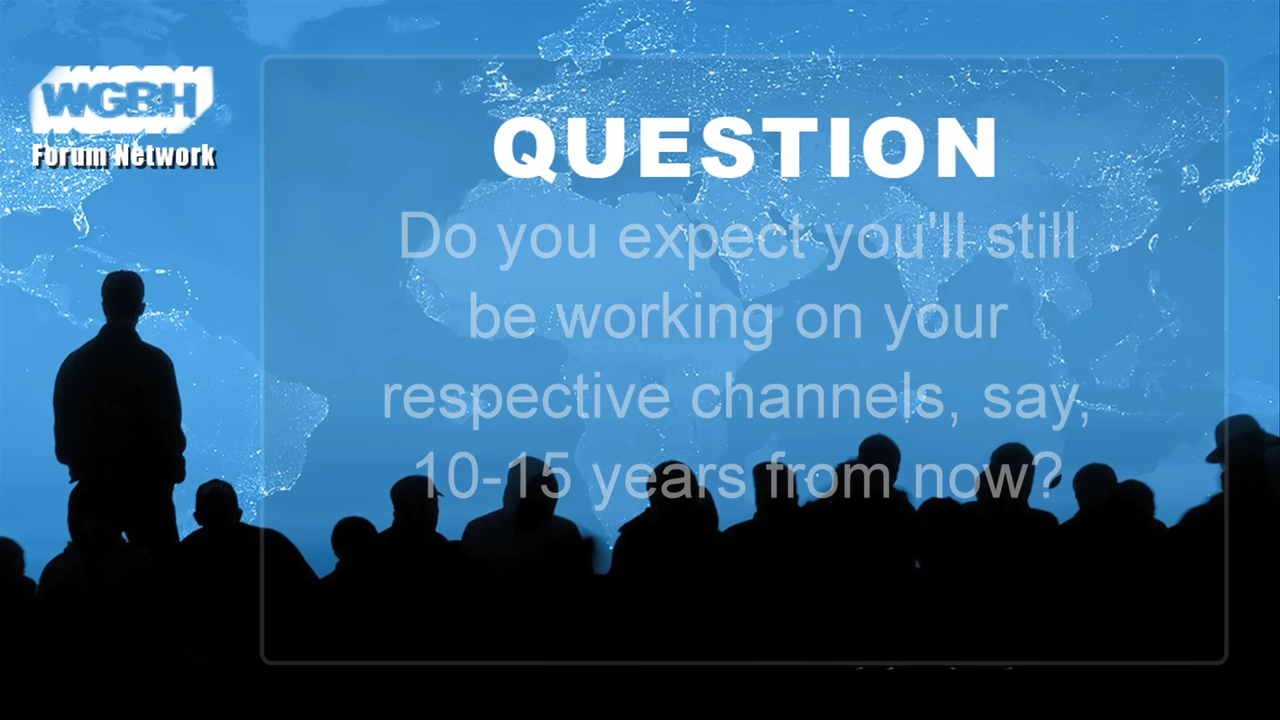 WGBH
Forum Network
QUESTION
Do you expect you'll still
be working on your
respective channels, say,
10-15 years from now?